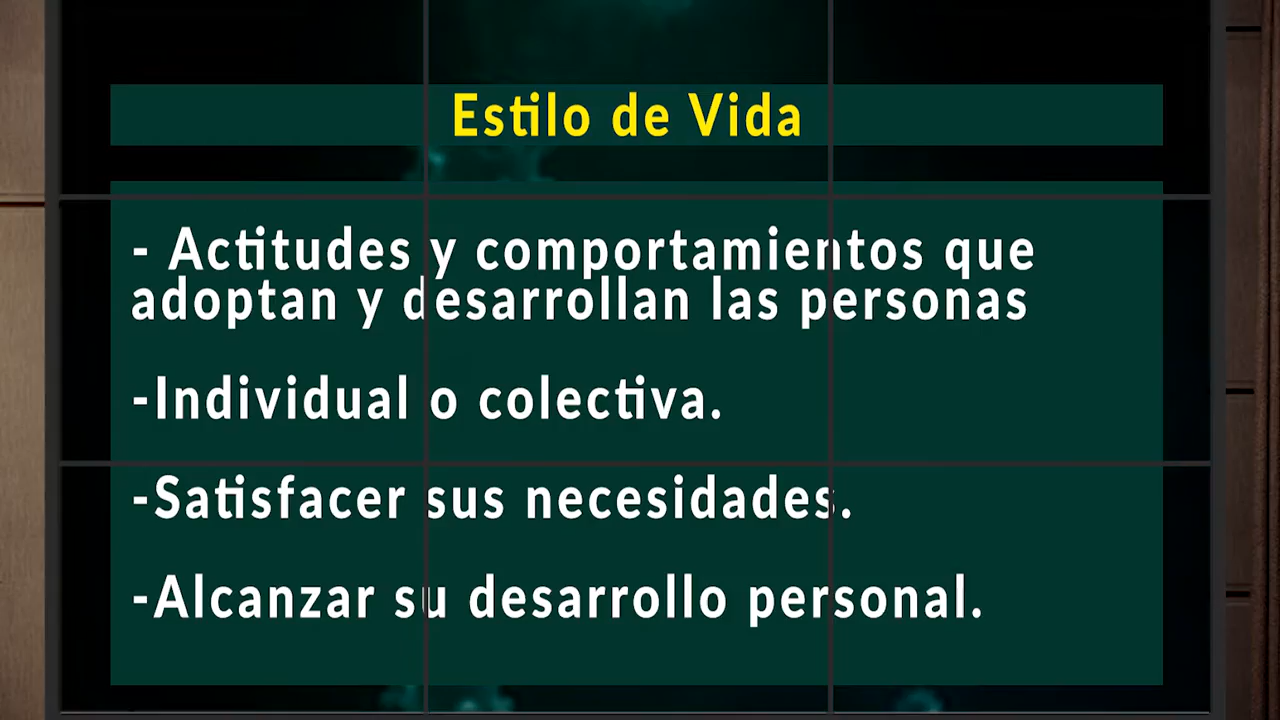 Estilo de Vida
- Actitudes y comportamientos que
adoptan y desarrollan las personas
-Individual o colectiva.
-Satisfacer sus necesidades.
-Alcanzar su desarrollo personal.